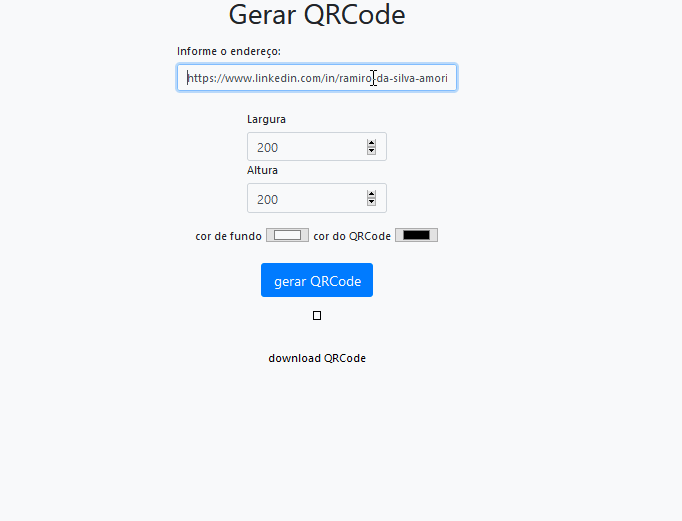 Gerar QRCode
Informe o endereço:
https://www.linkedin.com/in/ramiro-da-silva-amori
Largura
200
Altura
200
cor de fundo cor do QRCode
gerar QRCode
download QRCode